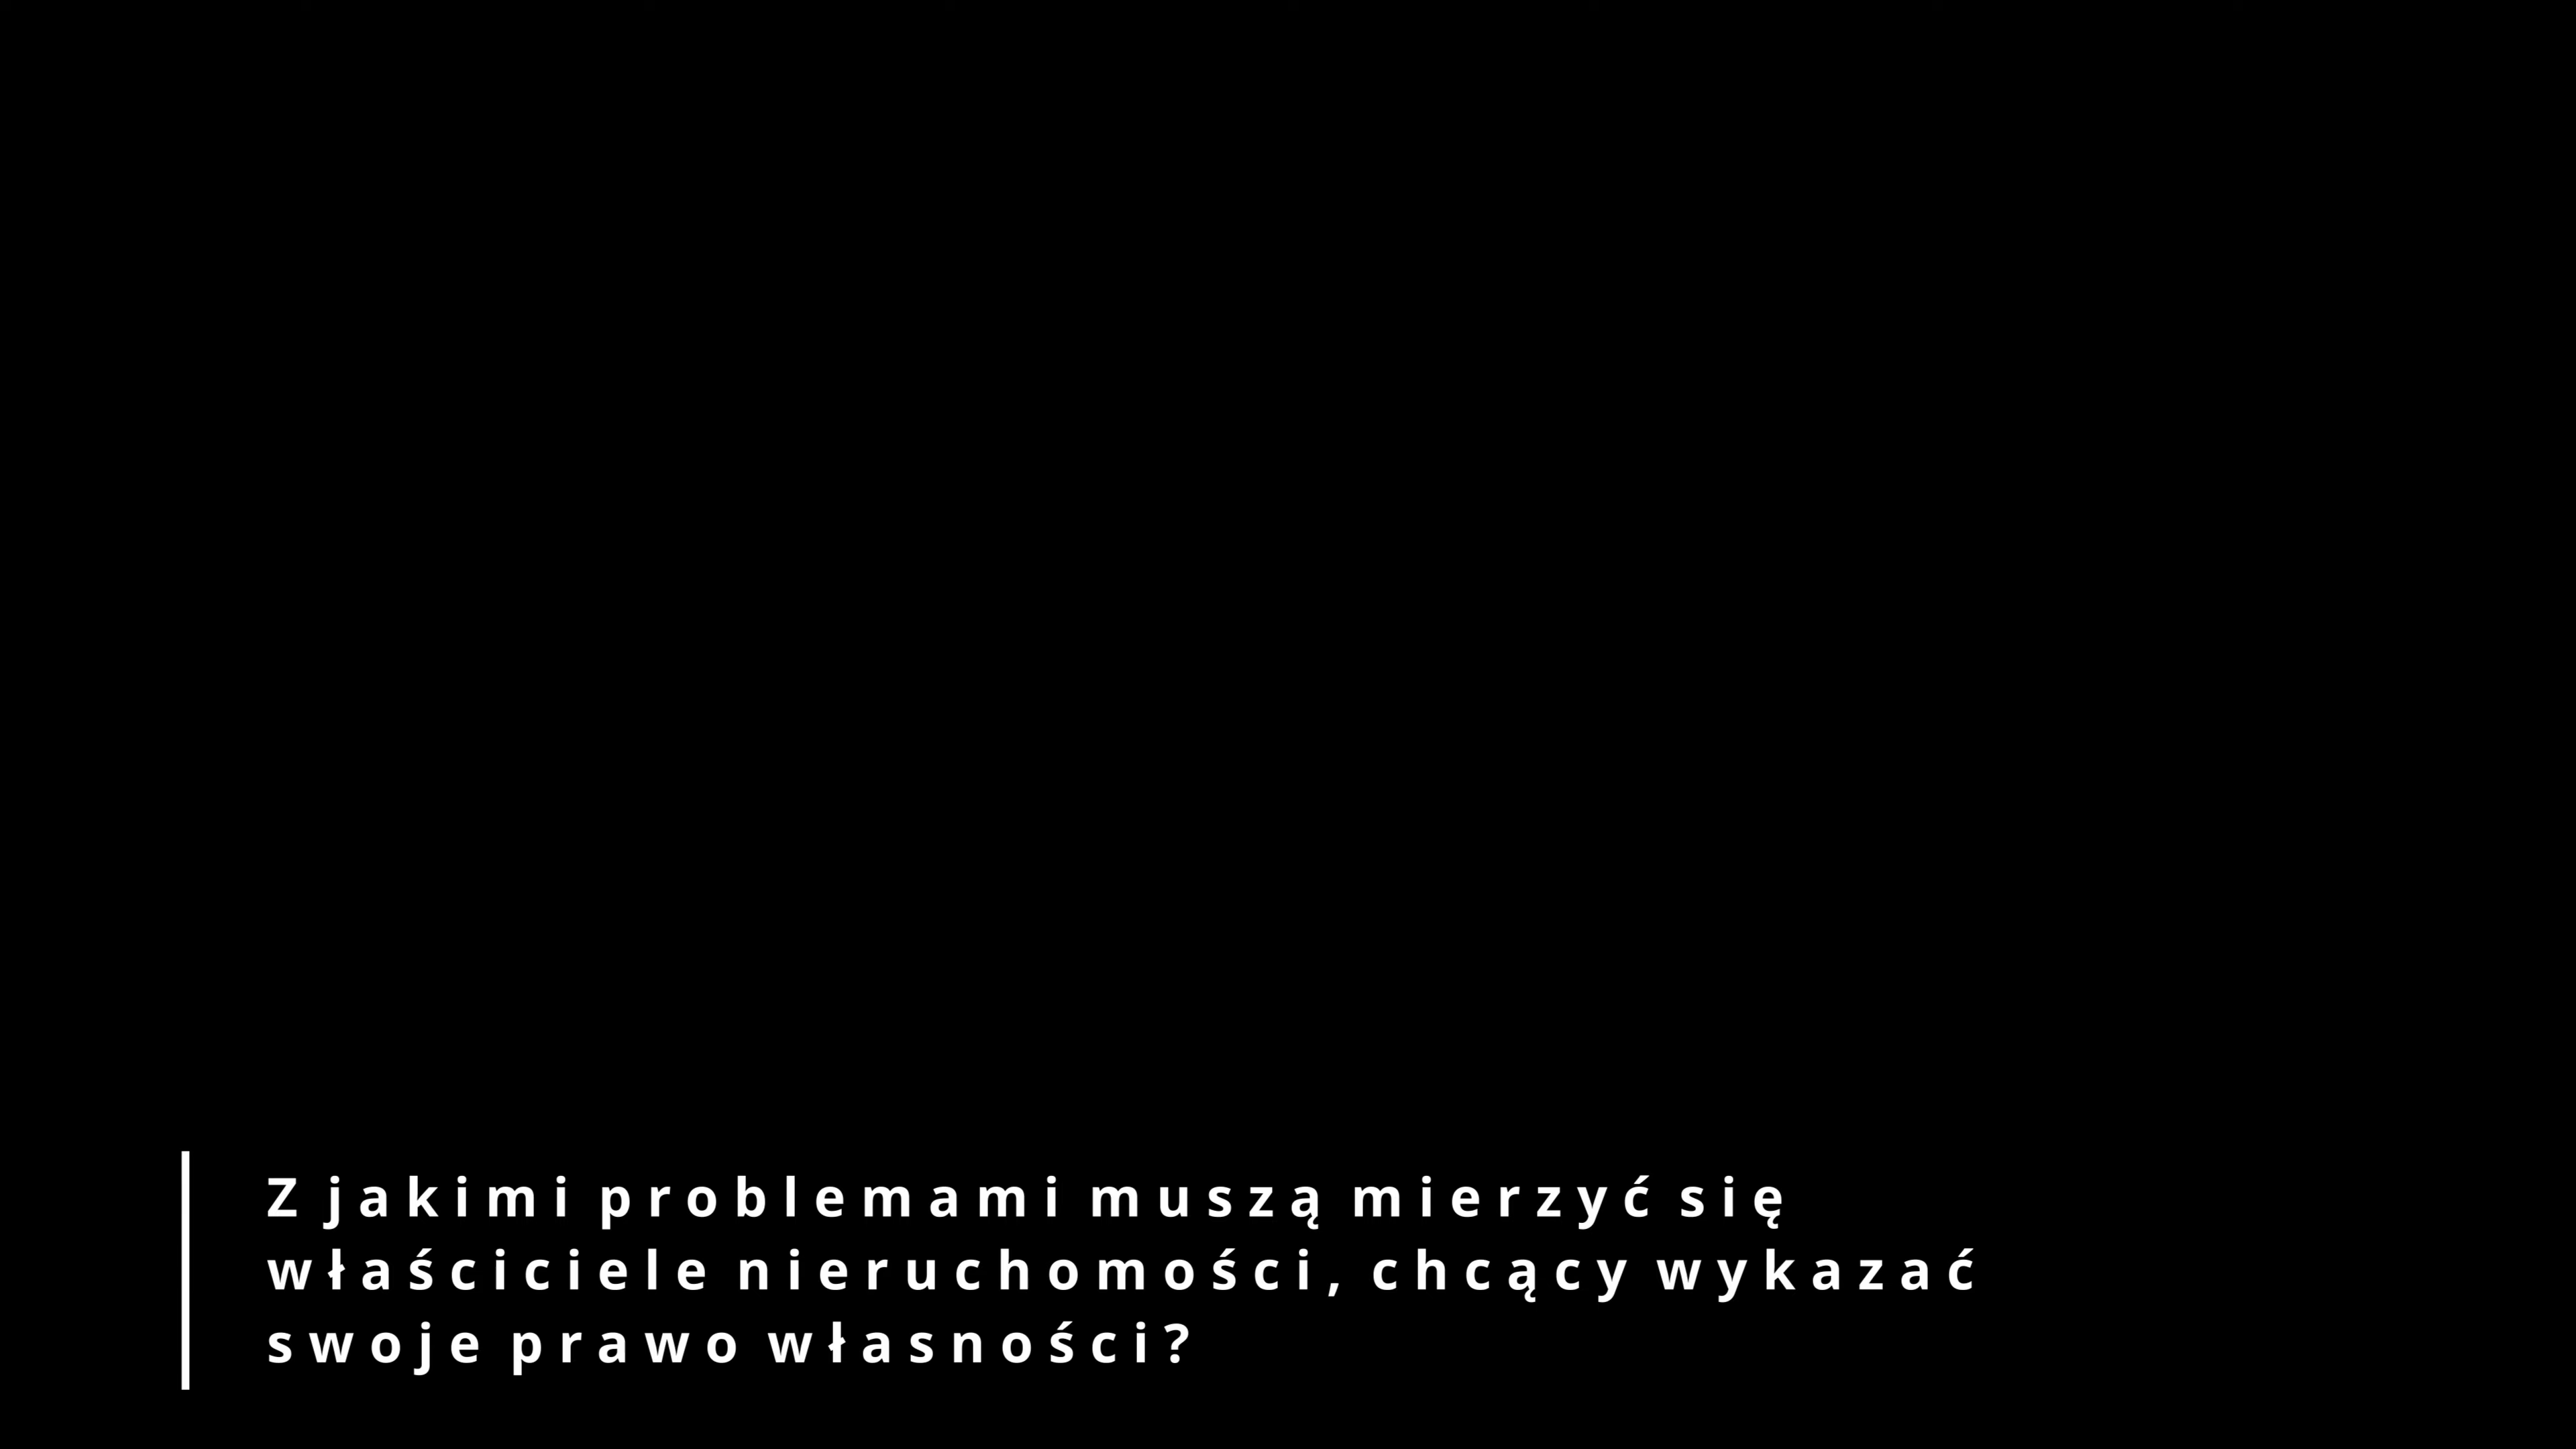 Z jakimi problemami muszą mierzyć się
właściciele nieruchomości, chcący wykazać
swoje prawo własności?